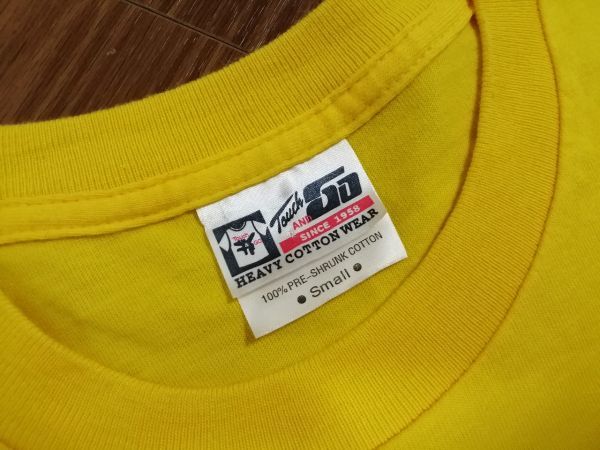 Touch
AND GO
SINCE 1958
HEAVY COTTON WEAR
100% PRE-SHRUNK COTTON
• Small •